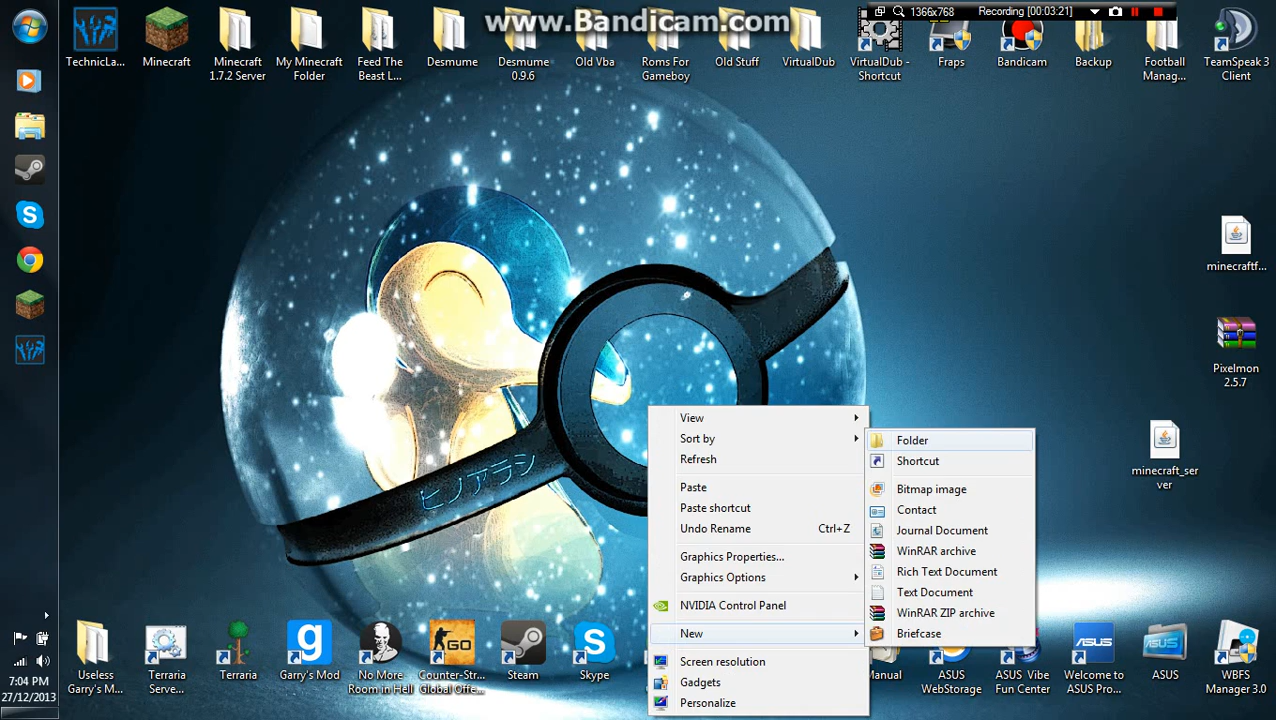 www.Bandicam.com
1366x768
Recording [00:03:21]
TechnicLa...
Minecraft
Minecraft
1.7.2 Server
My Minecraft
Folder
Feed The
Beast L...
Desmume
Desmume
0.9.6
Old Vba
Roms For
Gameboy
Old Stuff
VirtualDub
VirtualDub -
Shortcut
Fraps
Bandicam
Backup
Football
Manag...
TeamSpeak 3
Client
minecraftf...
Pixelmon
2.5.7
minecraft_se
rver
ヒノアラシ
View
Sort by
Refresh
Paste
Paste shortcut
Undo Rename Ctrl+Z
Graphics Properties...
Graphics Options
NVIDIA Control Panel
New
Screen resolution
Gadgets
Personalize
Folder
Shortcut
Bitmap image
Contact
Journal Document
WinRAR archive
Rich Text Document
Text Document
WinRAR ZIP archive
Briefcase
Useless
Garry's M...
Terraria
Serve...
Terraria
Garry's Mod
No More
Room in Hell
GO
Counter-Str...
Global Offe...
Steam
Skype
Manual
ASUS
WebStorage
ASUS Vibe
Fun Center
ASUS
Welcome to
ASUS Pro...
ASUS
ASUS
WBFS
Manager 3.0
7:04 PM
27/12/2013